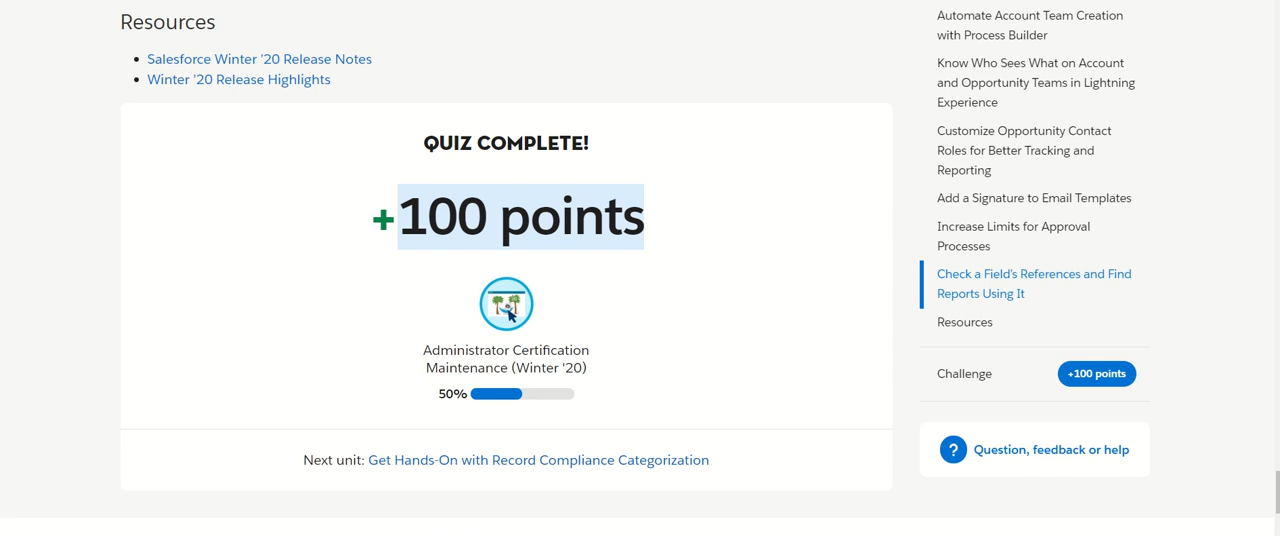 Resources
Salesforce Winter '20 Release Notes
Winter '20 Release Highlights
QUIZ COMPLETE!
+100 points
Administrator Certification
Maintenance (Winter '20)
50%
Next unit: Get Hands-On with Record Compliance Categorization
Automate Account Team Creation
with Process Builder
Know Who Sees What on Account
and Opportunity Teams in Lightning
Experience
Customize Opportunity Contact
Roles for Better Tracking and
Reporting
Add a Signature to Email Templates
Increase Limits for Approval
Processes
Check a Field's References and Find
Reports Using It
Resources
Challenge
+100 points
? Question, feedback or help